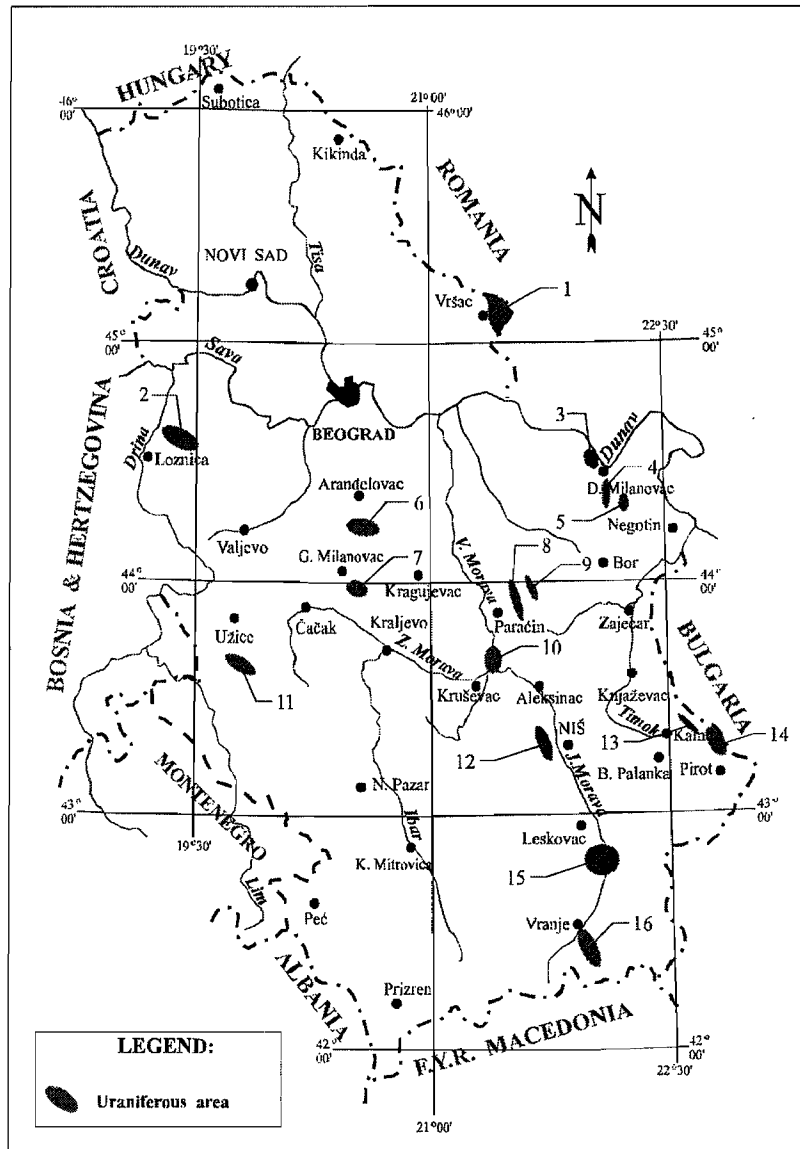 19°30'
HUNGARY
46°
00'
Subotica
21°00'
46°00'
Kikinda
ROMANIA
N
CROATIA
Dunav
NOVI SAD
Tisa
Vršac
1
45°
00'
22°30'
45°
00'
Sava
BOSNIA & HERTZEGOVINA
2
Drina
Loznica
BEOGRAD
3
Dunav
4
D. Milanovac
5
Negotin
Aranđelovac
6
Valjevo
G. Milanovac
7
Kragujevac
V. Morava
8
9
Bor
44°
00'
44°
00'
Užice
Čačak
Kraljevo
Z. Morava
Paraćin
Zaječar
10
11
Kruševac
Aleksinac
Knjaževac
BULGARIA
Timok
13
Kalna
14
12
NIŠ
B. Palanka
Pirot
J.Morava
MONTENEGRO
N. Pazar
Ibar
43°
00'
43°
00'
19°30'
Leskovac
K. Mitrovica
15
Lim
Peć
Vranje
16
ALBANIA
Prizren
F.Y.R. MACEDONIA
42°
00'
42°
00'
22°30'
21°00'
LEGEND:
Uraniferous area